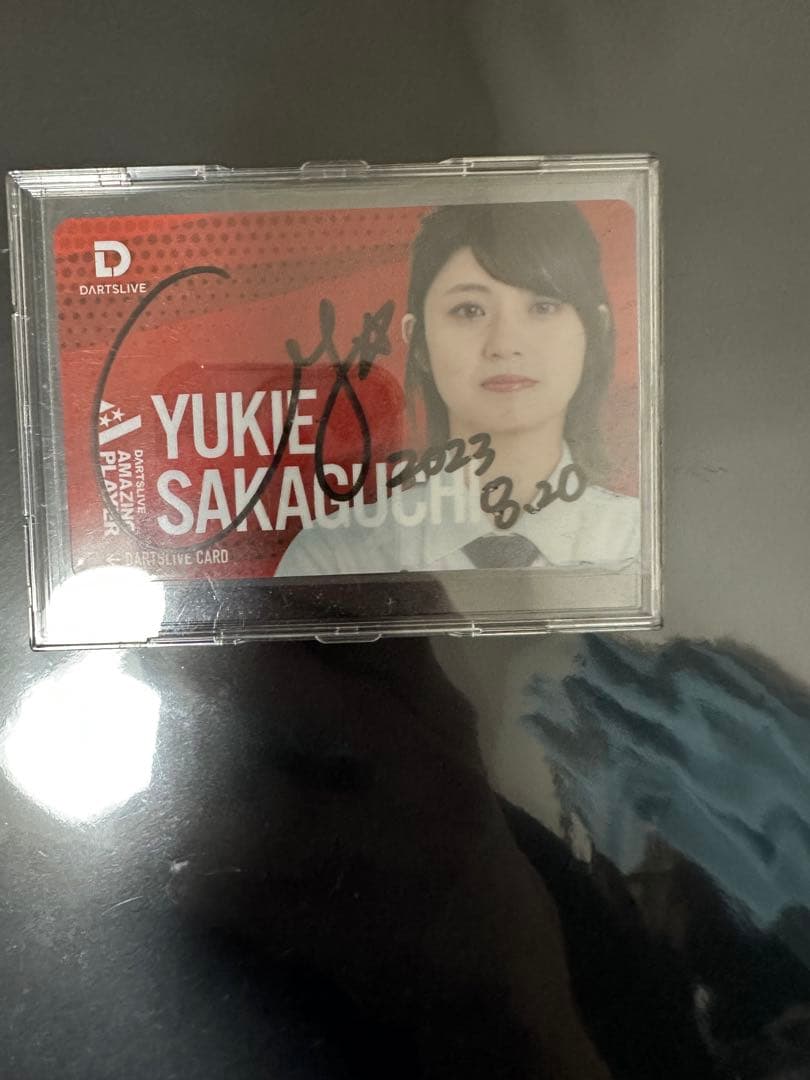 DARTSLIVE
YUKIE
SAKAGUCHI
DARTSLIVE
AMAZING
PLAYER
← DARTSLIVE CARD
2023
8.20